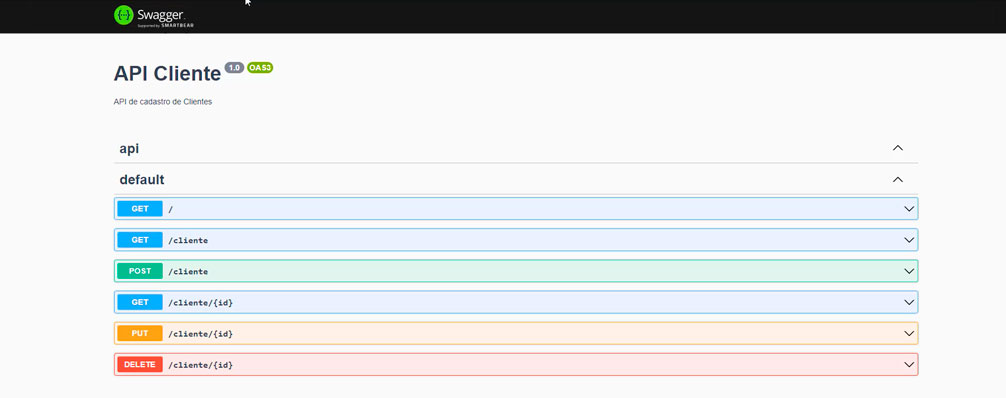 Swagger.
Supported by SMARTBEAR
API Cliente 1.0 OAS3
API de cadastro de Clientes
api
default
GET /
GET /cliente
POST /cliente
GET /cliente/{id}
PUT /cliente/{id}
DELETE /cliente/{id}